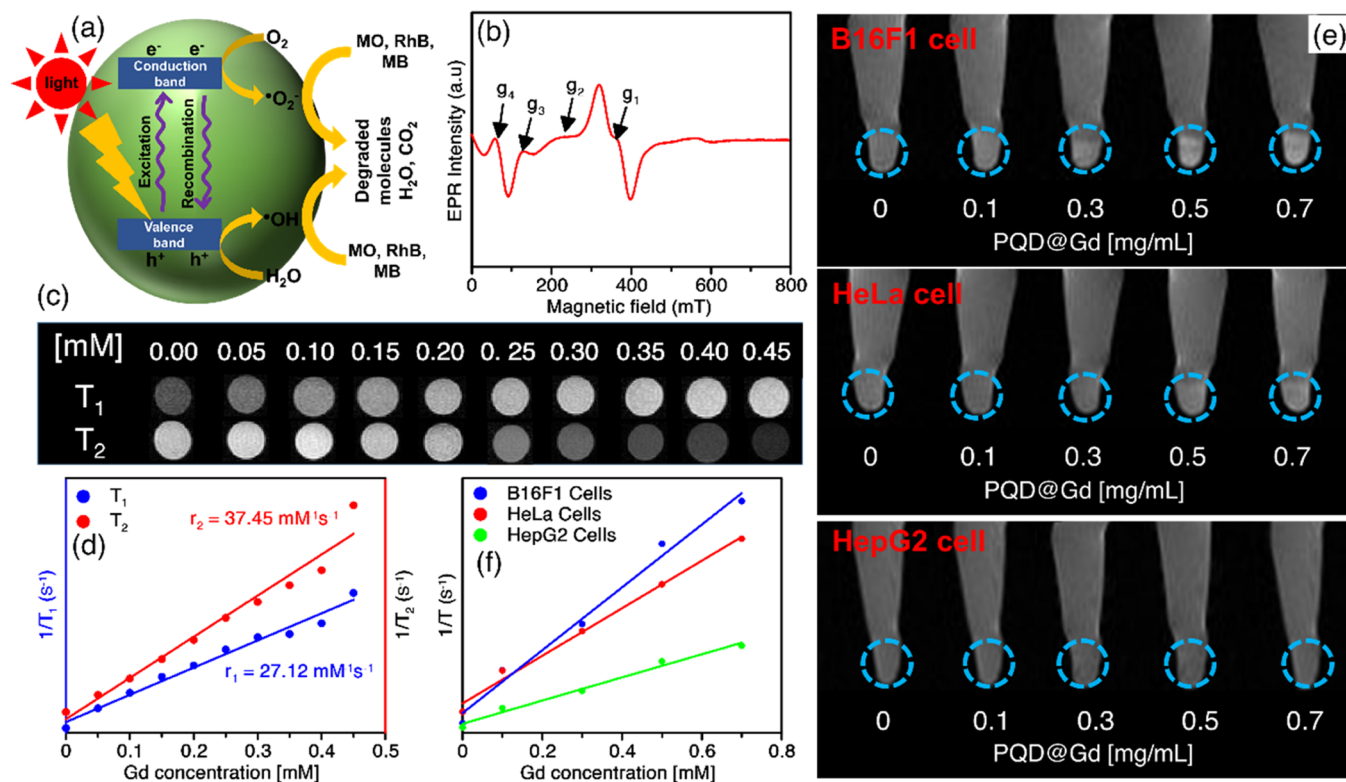 (a)
light
e⁻ e⁻
Conduction
band
Excitation
Recombination
Valence
band
h⁺ h⁺
O₂
•O₂⁻
•OH
H₂O
MO, RhB,
MB
Degraded
molecules
H₂O, CO₂
MO, RhB,
MB
(b)
EPR Intensity (a.u)
g₄
g₃
g₂
g₁
0 200 400 600 800
Magnetic field (mT)
(c)
[mM] 0.00 0.05 0.10 0.15 0.20 0. 25 0.30 0.35 0.40 0.45
T₁
T₂
(d)
T₁
T₂
r₂ = 37.45 mM¹s⁻¹
r₁ = 27.12 mM¹s⁻¹
1/T₁ (s⁻¹)
1/T₂ (s⁻¹)
0 0.1 0.2 0.3 0.4 0.5
Gd concentration [mM]
B16F1 Cells
HeLa Cells
HepG2 Cells
(f)
1/T (s⁻¹)
0.0 0.2 0.4 0.6 0.8
Gd concentration [mM]
(e)
B16F1 cell
0 0.1 0.3 0.5 0.7
PQD@Gd [mg/mL]
HeLa cell
0 0.1 0.3 0.5 0.7
PQD@Gd [mg/mL]
HepG2 cell
0 0.1 0.3 0.5 0.7
PQD@Gd [mg/mL]